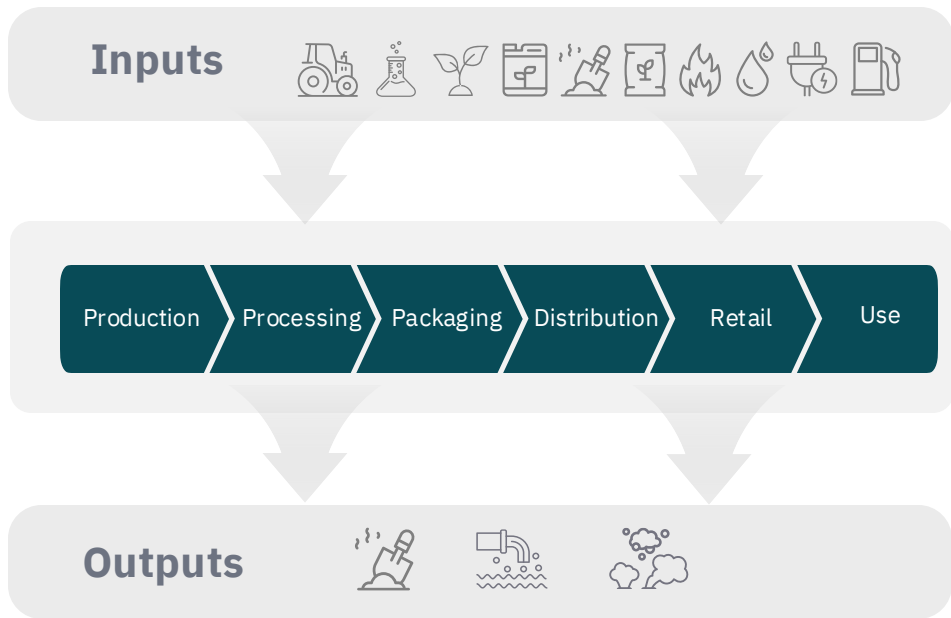 Inputs
Production
Processing
Packaging
Distribution
Retail
Use
Outputs